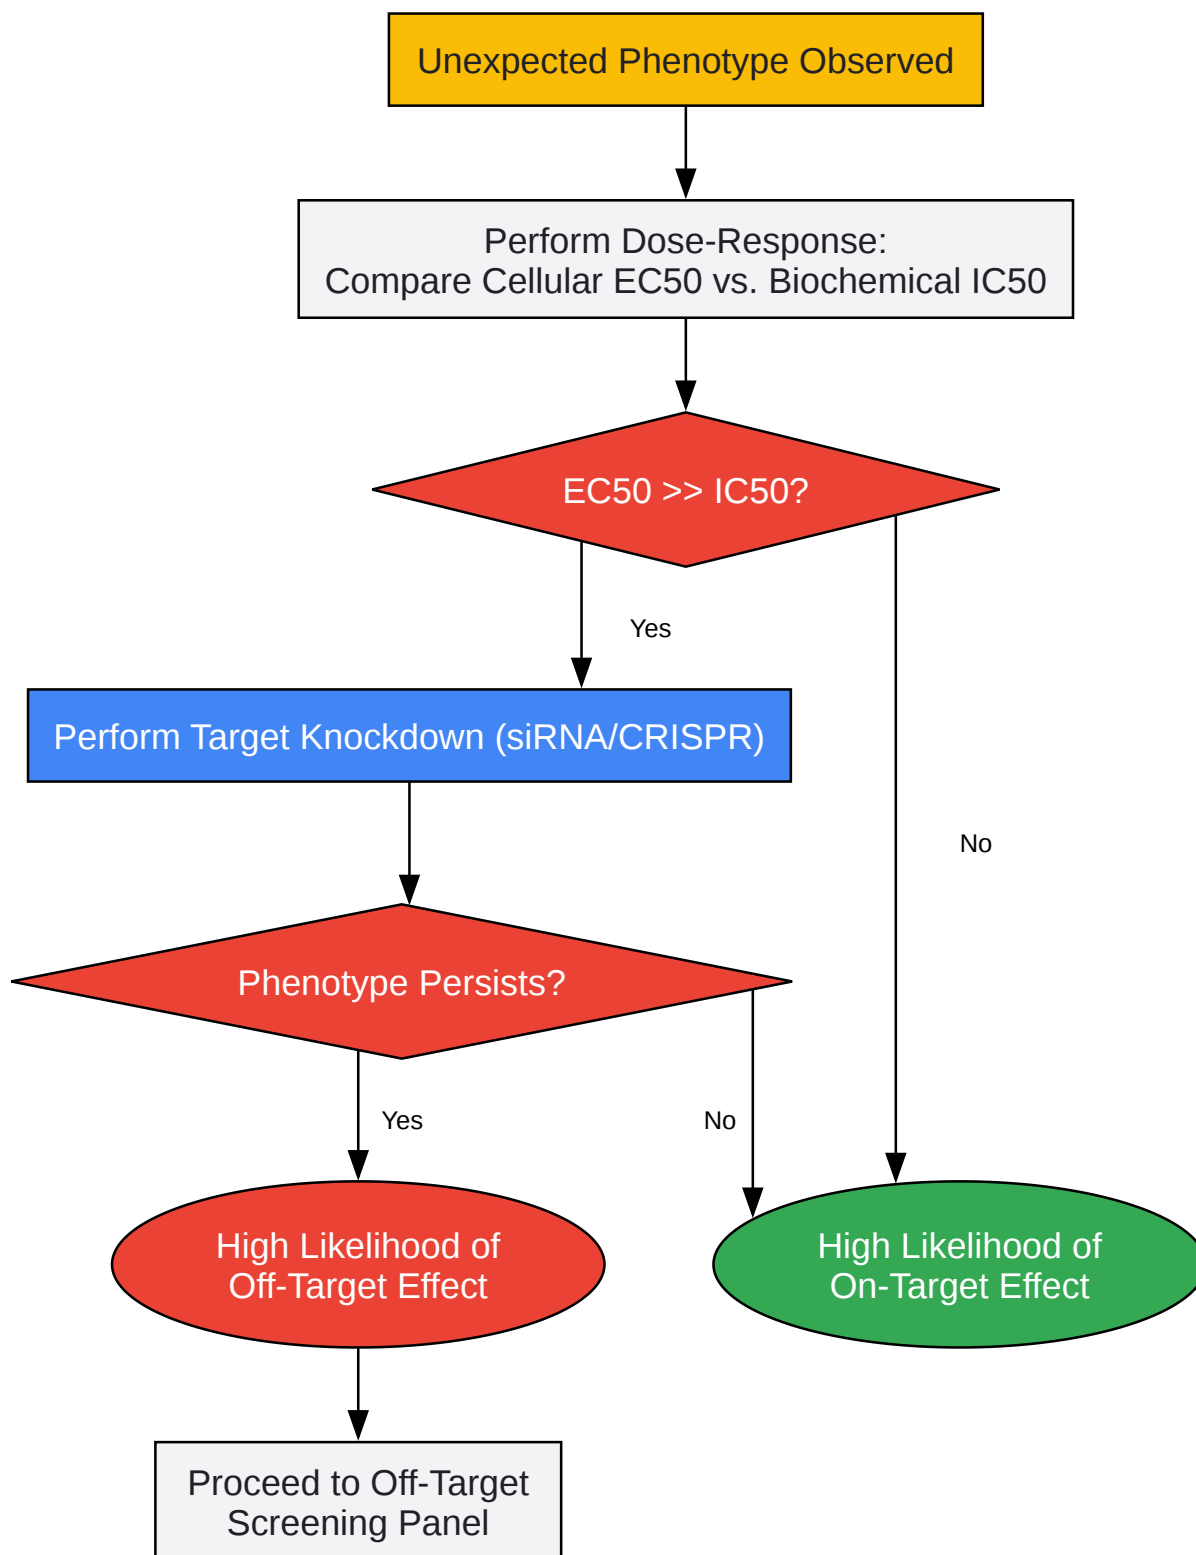 Unexpected Phenotype Observed
Perform Dose-Response:
Compare Cellular EC50 vs. Biochemical IC50
EC50 >> IC50?
Yes
Perform Target Knockdown (siRNA/CRISPR)
No
Phenotype Persists?
Yes
No
High Likelihood of
Off-Target Effect
High Likelihood of
On-Target Effect
Proceed to Off-Target
Screening Panel